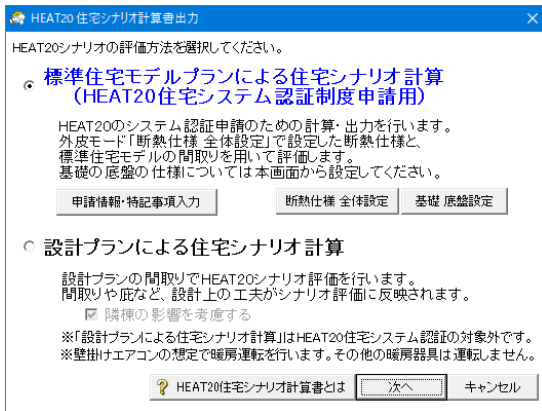 HEAT20 住宅シナリオ計算書出力
HEAT20シナリオの評価方法を選択してください。
標準住宅モデルプランによる住宅シナリオ計算
（HEAT20住宅システム認証制度申請用）
HEAT20のシステム認証申請のための計算・出力を行います。
外皮モード「断熱仕様 全体設定」で設定した断熱仕様と、
標準住宅モデルの間取りを用いて評価します。
基礎の底盤の仕様については本画面から設定してください。
申請情報・特記事項入力 断熱仕様 全体設定 基礎 底盤設定
設計プランによる住宅シナリオ計算
設計プランの間取りでHEAT20シナリオ評価を行います。
間取りや庇など、設計上の工夫がシナリオ評価に反映されます。
隣棟の影響を考慮する
※「設計プランによる住宅シナリオ計算」はHEAT20住宅システム認証の対象外です。
※壁掛けエアコンの想定で暖房運転を行います。その他の暖房器具は運転しません。
HEAT20住宅シナリオ計算書とは 次へ キャンセル